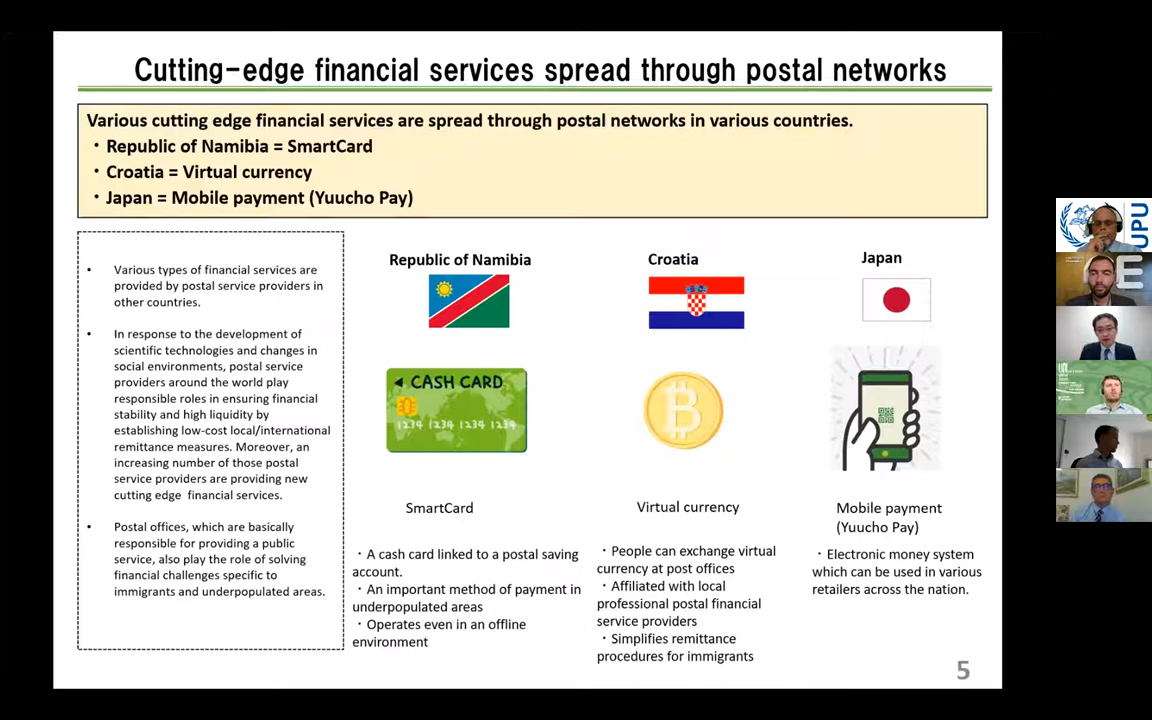 Cutting-edge financial services spread through postal networks
Various cutting edge financial services are spread through postal networks in various countries.
・Republic of Namibia = SmartCard
・Croatia = Virtual currency
・Japan = Mobile payment (Yuucho Pay)
• Various types of financial services are
provided by postal service providers in
other countries.
• In response to the development of
scientific technologies and changes in
social environments, postal service
providers around the world play
responsible roles in ensuring financial
stability and high liquidity by
establishing low-cost local/international
remittance measures. Moreover, an
increasing number of those postal
service providers are providing new
cutting edge financial services.
• Postal offices, which are basically
responsible for providing a public
service, also play the role of solving
financial challenges specific to
immigrants and underpopulated areas.
Republic of Namibia
CASH CARD
1234 1234 1234 1234
SmartCard
・A cash card linked to a postal saving
account.
・An important method of payment in
underpopulated areas
・Operates even in an offline
environment
Croatia
Virtual currency
・People can exchange virtual
currency at post offices
・Affiliated with local
professional postal financial
service providers
・Simplifies remittance
procedures for immigrants
Japan
Mobile payment
(Yuucho Pay)
・Electronic money system
which can be used in various
retailers across the nation.
5
UPU